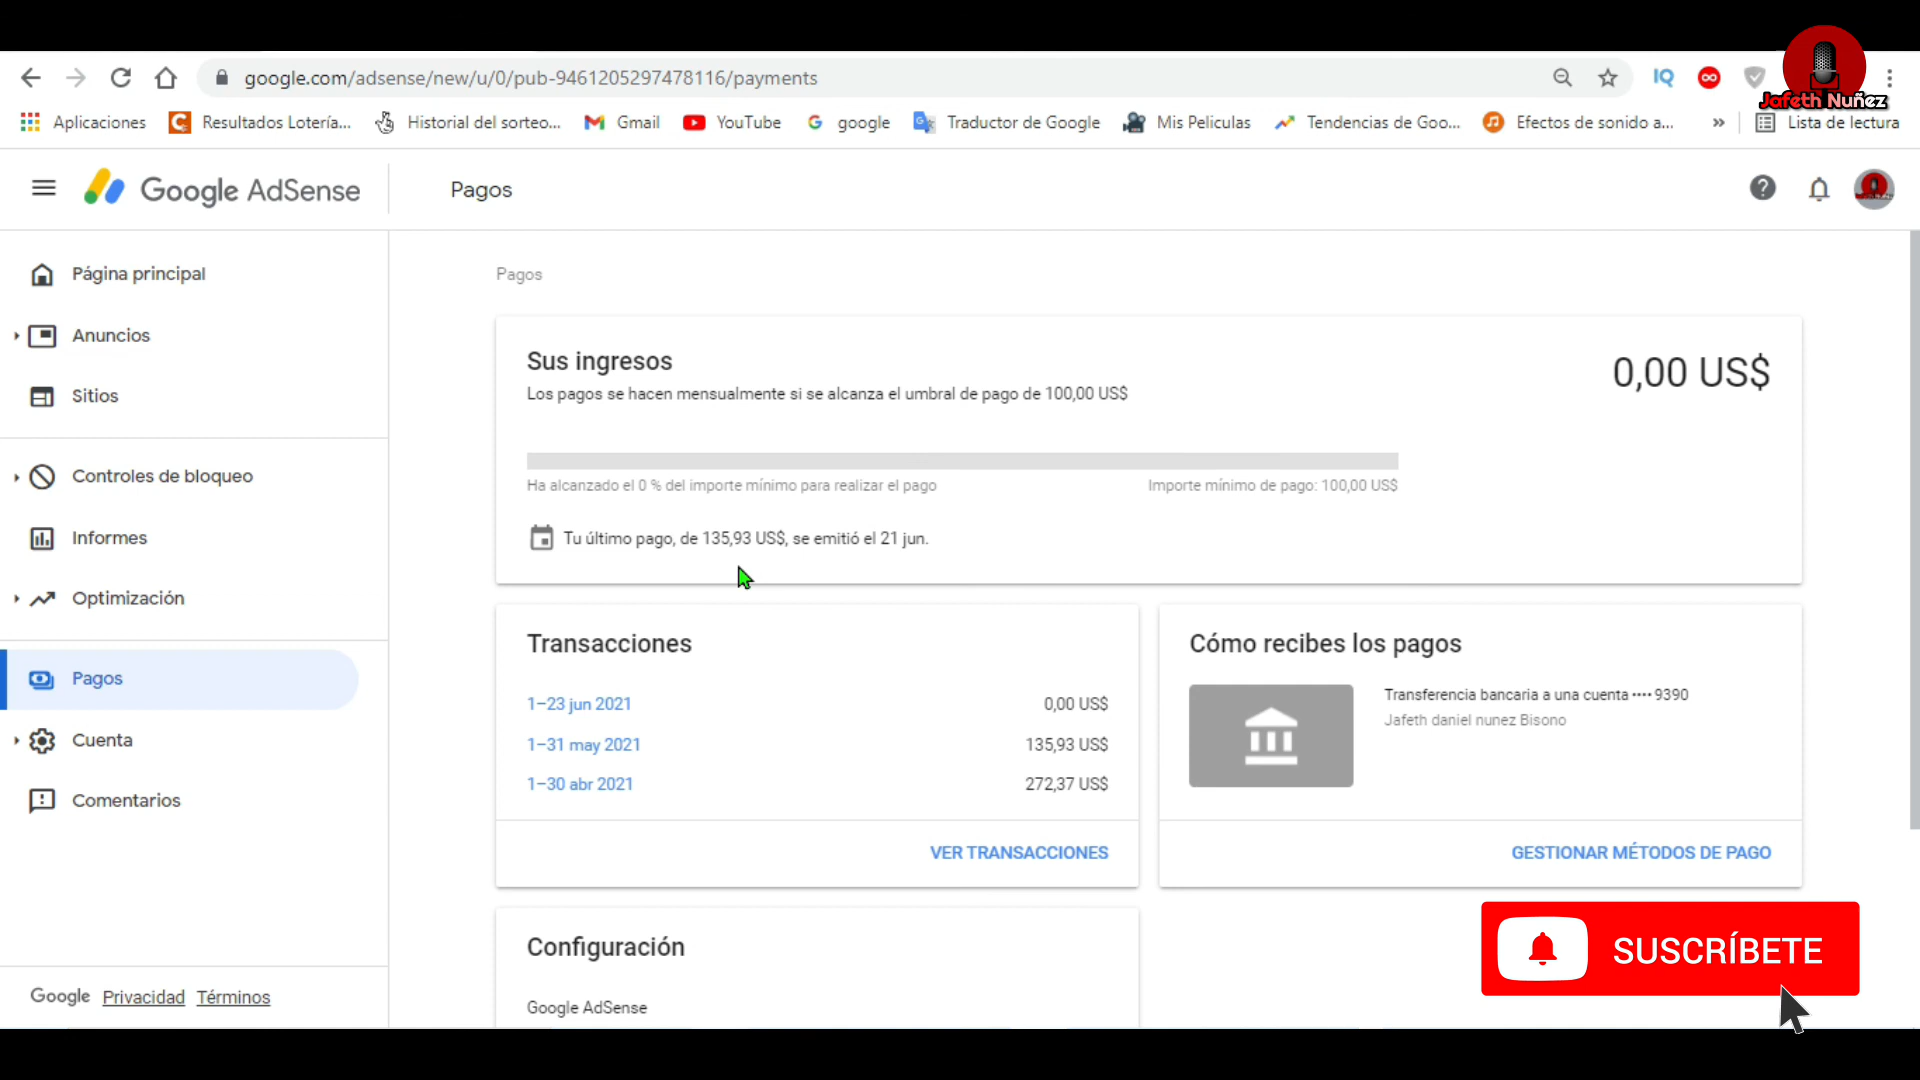 google.com/adsense/new/u/0/pub-9461205297478116/payments
IQ
Jafeth Nuñez
Aplicaciones
Resultados Lotería...
Historial del sorteo...
Gmail
YouTube
google
Traductor de Google
Mis Peliculas
Tendencias de Goo...
Efectos de sonido a...
»
Lista de lectura
Google AdSense
Pagos
Página principal
Anuncios
Sitios
Controles de bloqueo
Informes
Optimización
Pagos
Cuenta
Comentarios
Google Privacidad Términos
Pagos
Sus ingresos
0,00 US$
Los pagos se hacen mensualmente si se alcanza el umbral de pago de 100,00 US$
Ha alcanzado el 0 % del importe mínimo para realizar el pago
Importe mínimo de pago: 100,00 US$
Tu último pago, de 135,93 US$, se emitió el 21 jun.
Transacciones
1–23 jun 2021 0,00 US$
1–31 may 2021 135,93 US$
1–30 abr 2021 272,37 US$
VER TRANSACCIONES
Cómo recibes los pagos
Transferencia bancaria a una cuenta •••• 9390
Jafeth daniel nunez Bisono
GESTIONAR MÉTODOS DE PAGO
Configuración
Google AdSense
SUSCRÍBETE